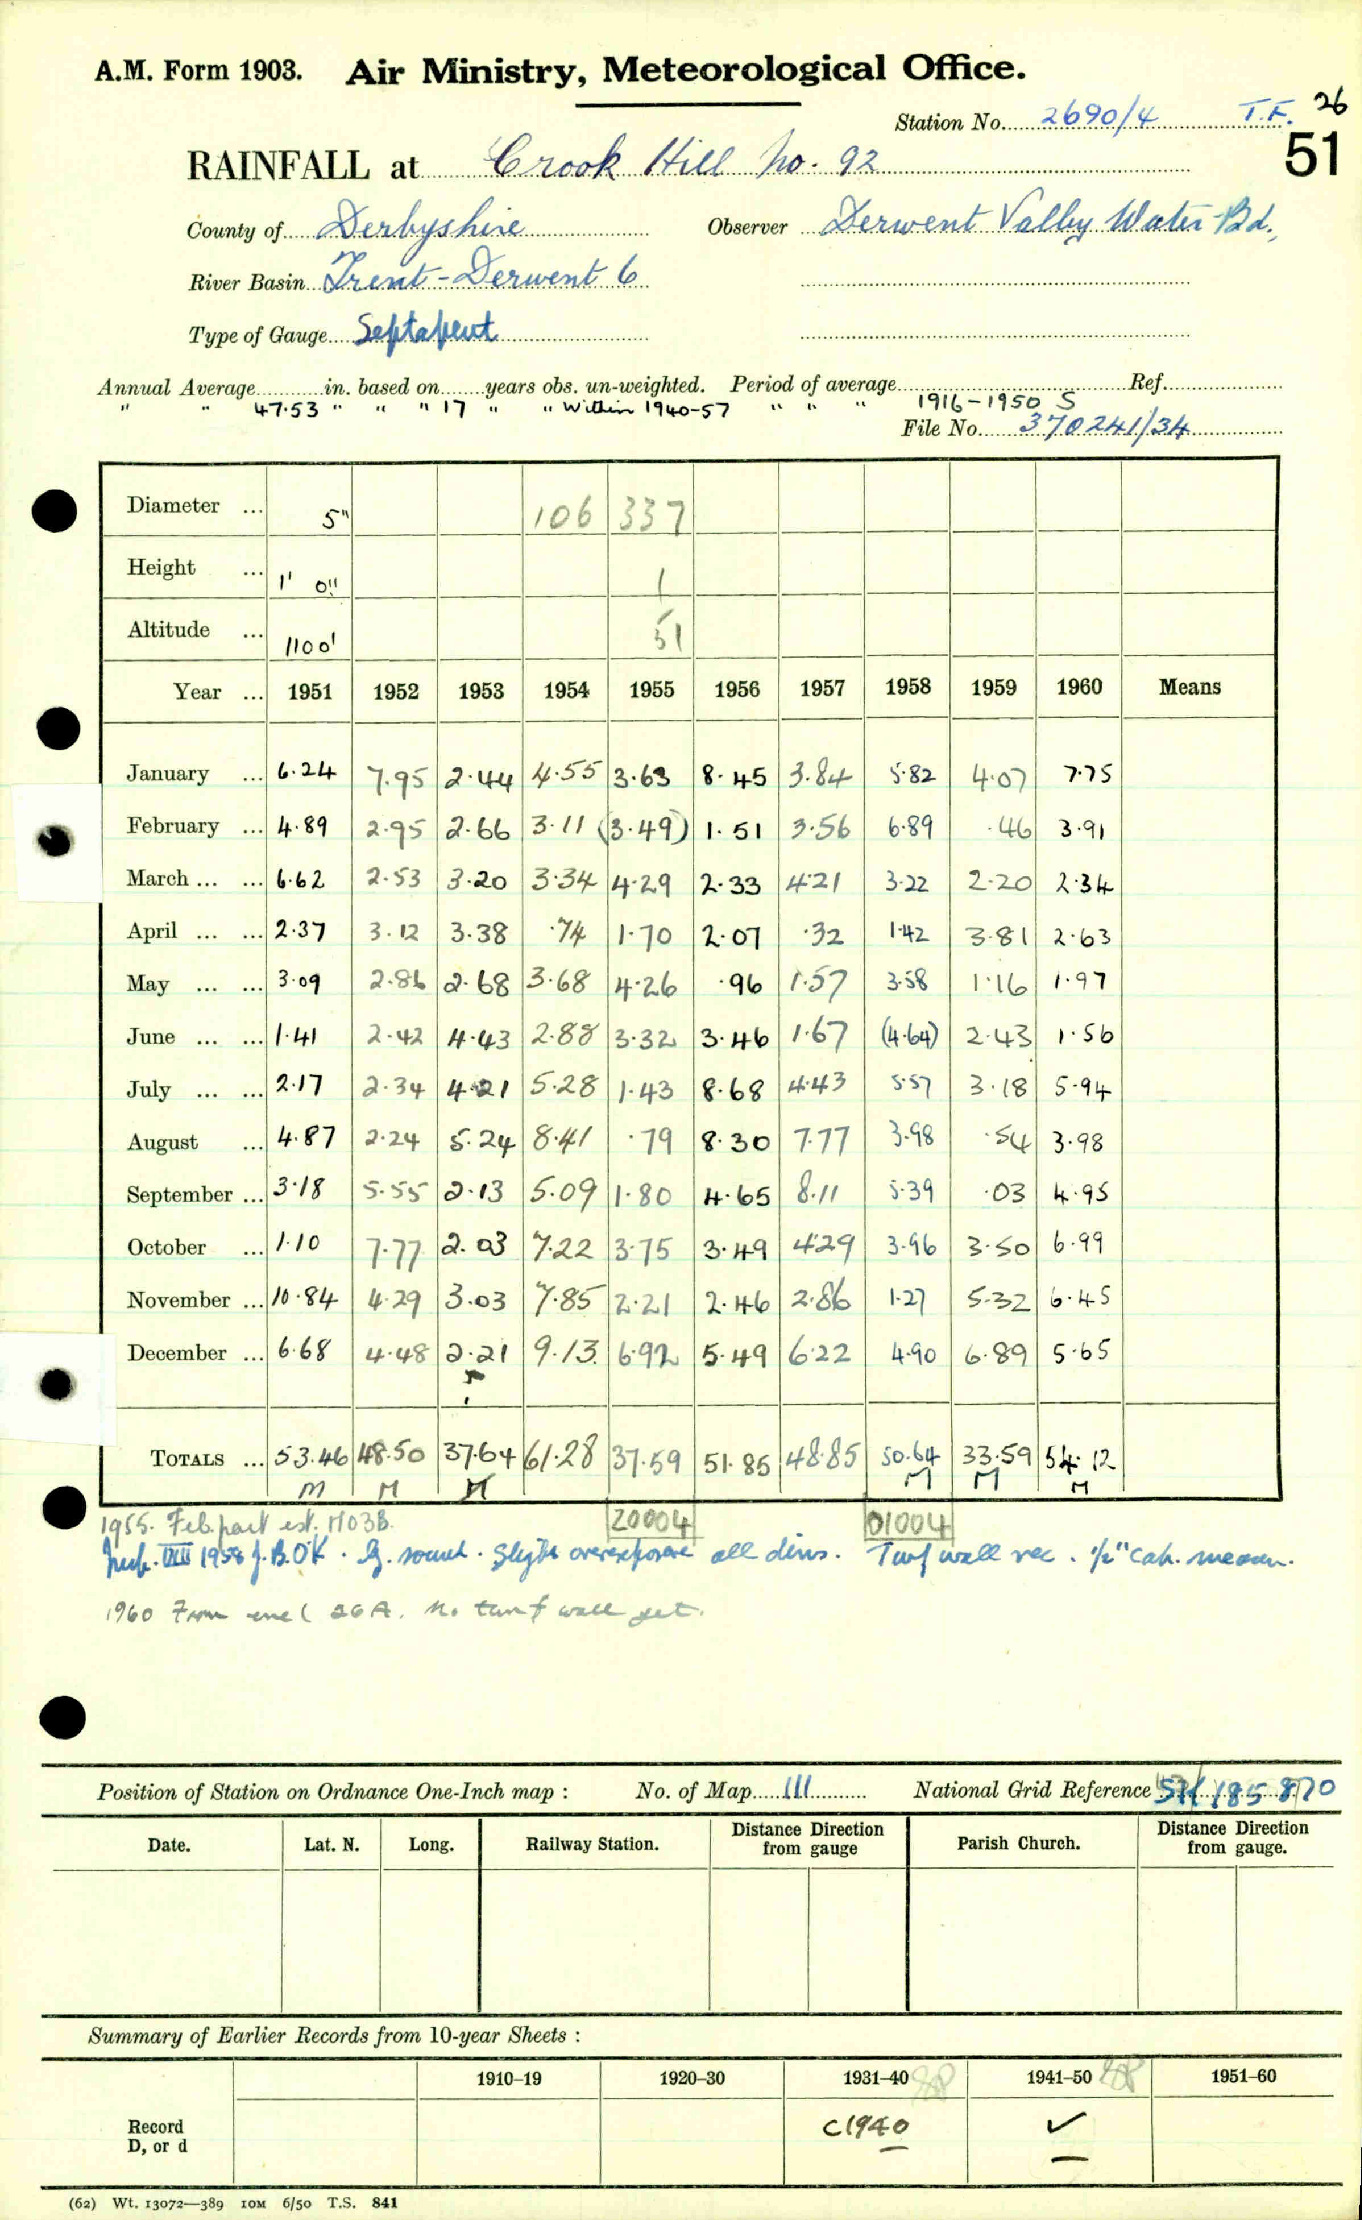 A.M. Form 1903. Air Ministry, Meteorological Office.
26
Station No. 2690/4 T.F.
51
RAINFALL at Crook Hill No. 92
County of Derbyshire Observer Derwent Valley Water Bd.
River Basin Trent-Derwent 6
Type of Gauge Septapent
Annual Average in. based on years obs. un-weighted. Period of average Ref.
" " 47.53 " " " 17 " " Within 1940-57 " " " 1916-1950 S
File No. 370241/34
Diameter ... 5" 106 337
Height ... 1' 0" 1
Altitude ... 1100' 51
Year ... 1951 1952 1953 1954 1955 1956 1957 1958 1959 1960 Means
January ... 6.24 7.95 2.44 4.55 3.63 8.45 3.84 5.82 4.07 7.75
February ... 4.89 2.95 2.66 3.11 (3.49) 1.51 3.56 6.89 .46 3.91
March ... ... 6.62 2.53 3.20 3.34 4.29 2.33 4.21 3.22 2.20 2.34
April ... ... 2.37 3.12 3.38 .74 1.70 2.07 .32 1.42 3.81 2.63
May ... ... 3.09 2.86 2.68 3.68 4.26 .96 1.57 3.58 1.16 1.97
June ... ... 1.41 2.42 4.43 2.88 3.32 3.46 1.67 (4.64) 2.43 1.56
July ... ... 2.17 2.34 4.21 5.28 1.43 8.68 4.43 5.57 3.18 5.94
August ... 4.87 2.24 5.24 8.41 .79 8.30 7.77 3.98 .54 3.98
September ... 3.18 5.55 2.13 5.09 1.80 4.65 8.11 5.39 .03 4.95
October ... 1.10 7.77 2.03 7.22 3.75 3.49 4.29 3.96 3.50 6.99
November ... 10.84 4.29 3.03 7.85 2.21 2.46 2.86 1.27 5.32 6.45
December ... 6.68 4.48 2.21 9.13 6.92 5.49 6.22 4.90 6.89 5.65
TOTALS ... 53.46 48.50 37.64 61.28 37.59 51.85 48.85 50.64 33.59 54.12
M M M M M M
1955. Feb. part est. MO3B. 20004 01004
Insp. VIII 1958 J.B. OK. G. sound. Slight overexposure all dirns. Turf wall rec. 1/2" cap. measure.
1960 26A. No turf wall yet.
Position of Station on Ordnance One-Inch map : No. of Map 111 National Grid Reference SK 185 870
Date. Lat. N. Long. Railway Station. Distance Direction from gauge Parish Church. Distance Direction from gauge.
Summary of Earlier Records from 10-year Sheets :
1910-19 1920-30 1931-40 1941-50 1951-60
Record C1940 ✓
D, or d
(62) Wt. 13072—389 10M 6/50 T.S. 841